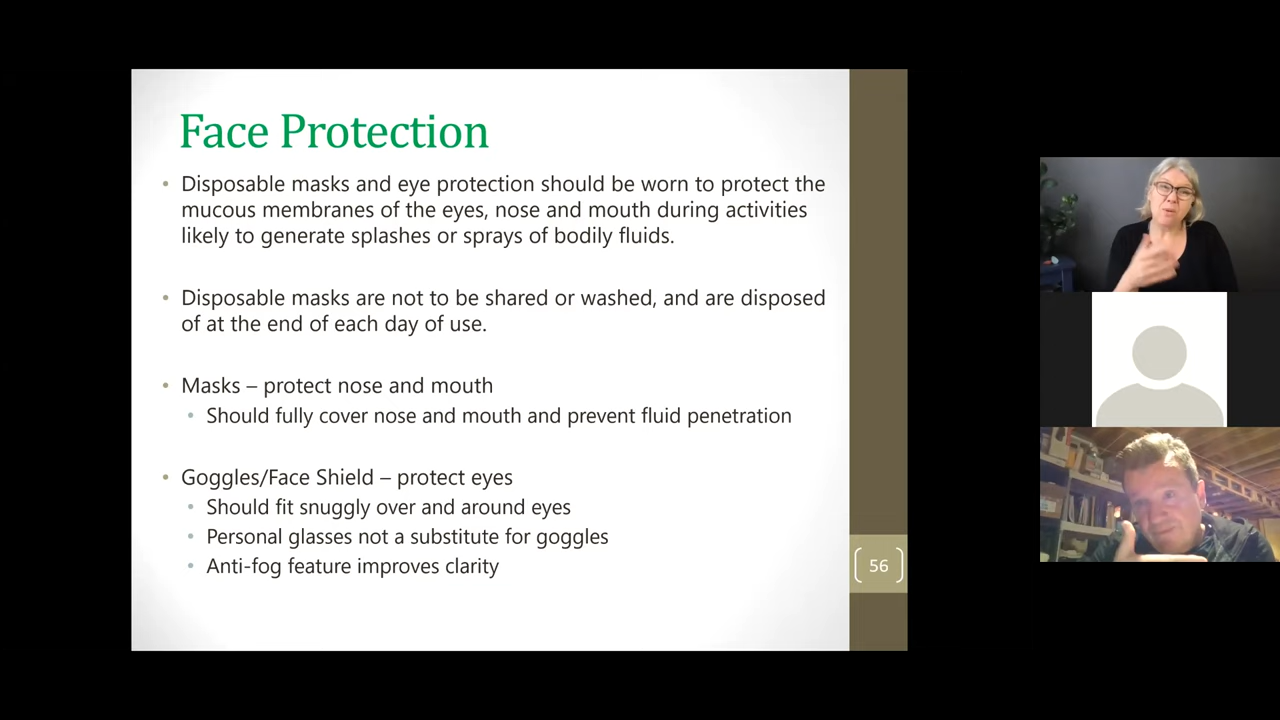 Face Protection
• Disposable masks and eye protection should be worn to protect the
mucous membranes of the eyes, nose and mouth during activities
likely to generate splashes or sprays of bodily fluids.
• Disposable masks are not to be shared or washed, and are disposed
of at the end of each day of use.
• Masks – protect nose and mouth
• Should fully cover nose and mouth and prevent fluid penetration
• Goggles/Face Shield – protect eyes
• Should fit snuggly over and around eyes
• Personal glasses not a substitute for goggles
• Anti-fog feature improves clarity
56